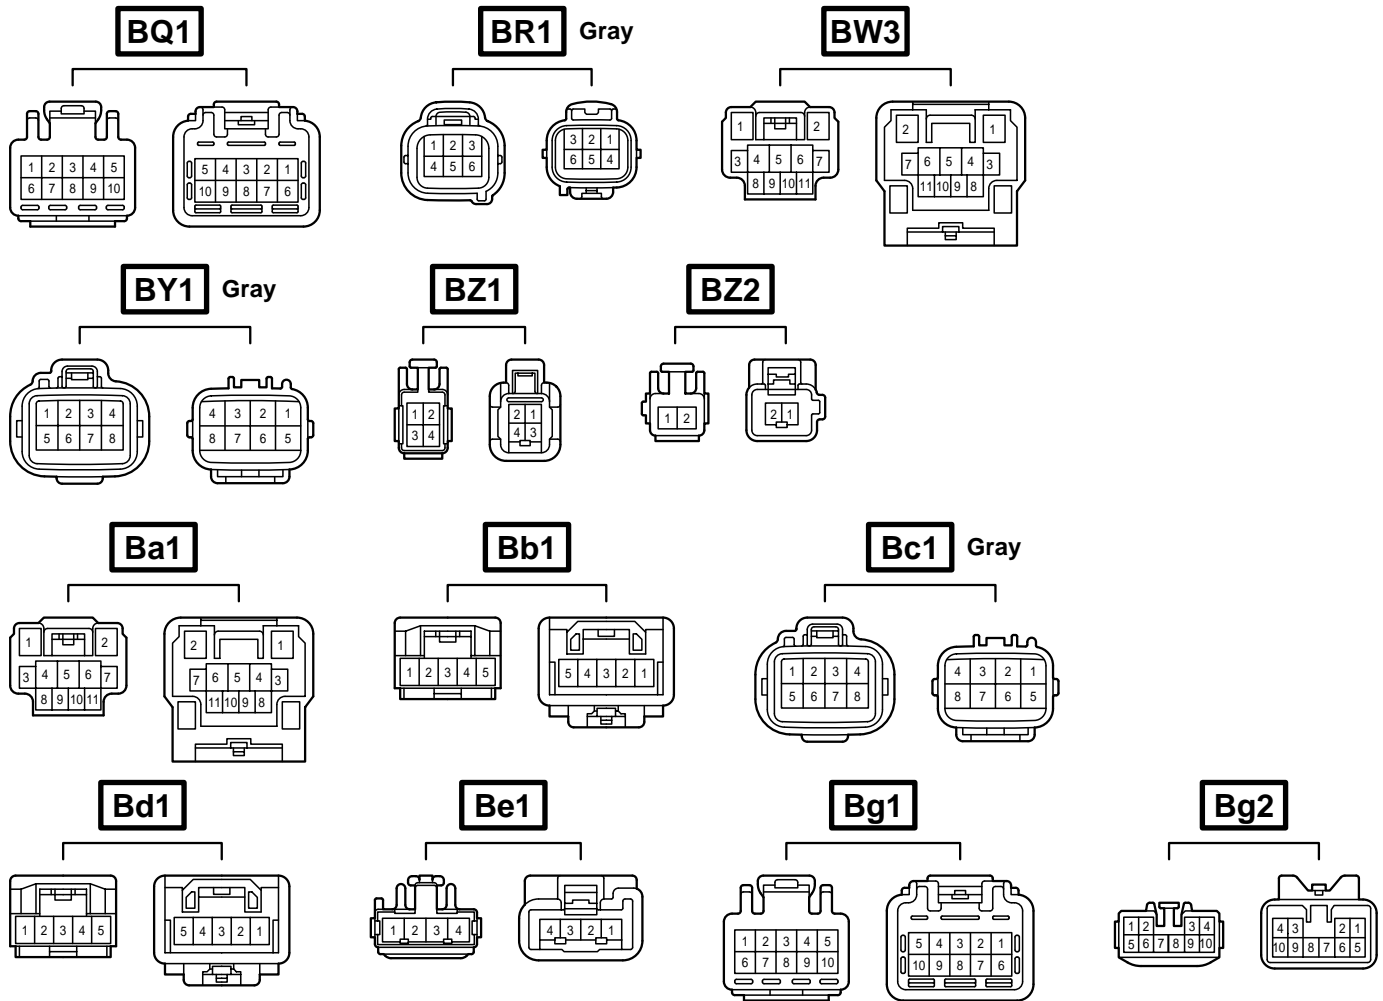 BQ1
BR1 Gray
BW3
1 2 3 4 5
6 7 8 9 10
5 4 3 2 1
10 9 8 7 6
1 2 3
4 5 6
3 2 1
6 5 4
1 2
3 4 5 6 7
8 9 10 11
2 1
7 6 5 4 3
11 10 9 8
BY1 Gray
BZ1
BZ2
1 2 3 4
5 6 7 8
4 3 2 1
8 7 6 5
1 2
3 4
2 1
4 3
1 2
2 1
Ba1
Bb1
Bc1 Gray
1 2
3 4 5 6 7
8 9 10 11
2 1
7 6 5 4 3
11 10 9 8
1 2 3 4 5
5 4 3 2 1
1 2 3 4
5 6 7 8
4 3 2 1
8 7 6 5
Bd1
Be1
Bg1
Bg2
1 2 3 4 5
5 4 3 2 1
1 2 3 4
4 3 2 1
1 2 3 4 5
6 7 8 9 10
5 4 3 2 1
10 9 8 7 6
1 2 3 4
5 6 7 8 9 10
4 3 2 1
10 9 8 7 6 5